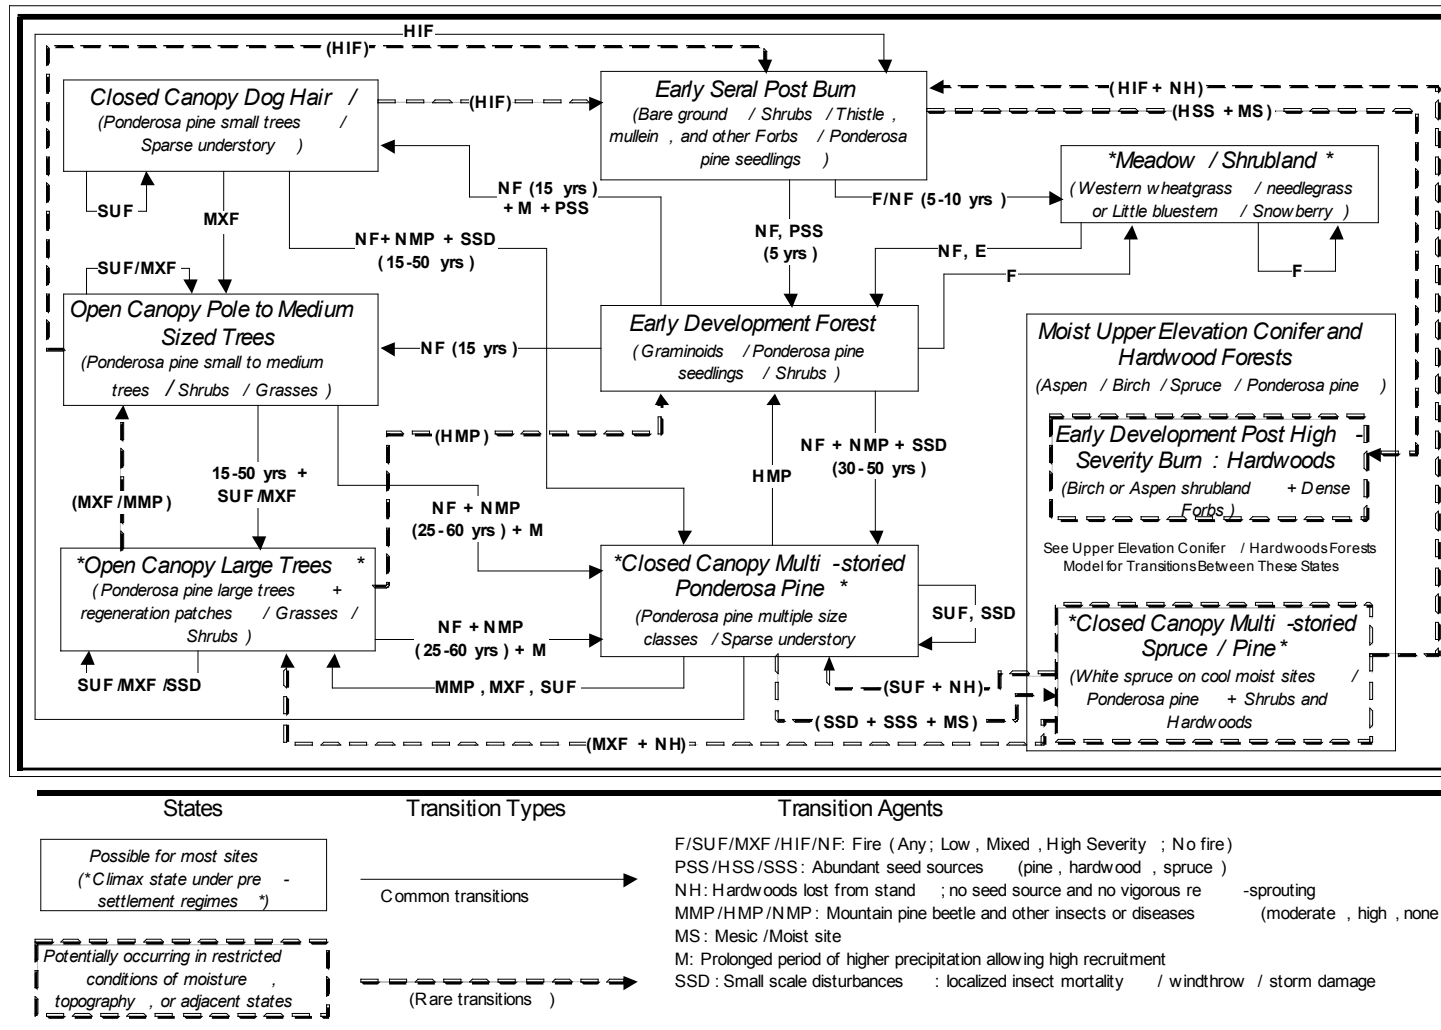 HIF
(HIF)
Closed Canopy Dog Hair /
(Ponderosa pine small trees /
Sparse understory )
(HIF)
Early Seral Post Burn
(Bare ground / Shrubs / Thistle ,
mullein , and other Forbs / Ponderosa
pine seedlings )
(HIF + NH)
(HSS + MS)
*Meadow / Shrubland *
(Western wheatgrass / needlegrass
or Little bluestem / Snowberry )
SUF
MXF
NF (15 yrs )
+ M + PSS
F/NF (5-10 yrs )
NF+ NMP + SSD
(15-50 yrs )
NF, PSS
(5 yrs )
NF, E
F
F
SUF/MXF
Open Canopy Pole to Medium
Sized Trees
(Ponderosa pine small to medium
trees / Shrubs / Grasses )
NF (15 yrs )
Early Development Forest
(Graminoids / Ponderosa pine
seedlings / Shrubs )
Moist Upper Elevation Conifer and
Hardwood Forests
(Aspen / Birch / Spruce / Ponderosa pine )
(HMP)
NF + NMP + SSD
(30-50 yrs )
Early Development Post High -
Severity Burn : Hardwoods
(Birch or Aspen shrubland + Dense
Forbs )
15-50 yrs +
SUF/MXF
(MXF/MMP)
HMP
NF + NMP
(25-60 yrs ) + M
See Upper Elevation Conifer / Hardwoods Forests
Model for Transitions Between These States
*Open Canopy Large Trees *
(Ponderosa pine large trees +
regeneration patches / Grasses /
Shrubs )
*Closed Canopy Multi -storied
Ponderosa Pine *
(Ponderosa pine multiple size
classes / Sparse understory
SUF, SSD
*Closed Canopy Multi -storied
Spruce / Pine*
(White spruce on cool moist sites /
Ponderosa pine + Shrubs and
Hardwoods
NF + NMP
(25-60 yrs ) + M
SUF/MXF/SSD
MMP , MXF, SUF
(SUF + NH)
(SSD + SSS + MS)
(MXF + NH)
States
Transition Types
Transition Agents
Possible for most sites
(*Climax state under pre -
settlement regimes *)
Common transitions
F/SUF/MXF/HIF/NF: Fire (Any; Low , Mixed , High Severity ; No fire)
PSS/HSS/SSS: Abundant seed sources (pine , hardwood , spruce )
NH: Hardwoods lost from stand ; no seed source and no vigorous re -sprouting
MMP/HMP/NMP: Mountain pine beetle and other insects or diseases (moderate , high , none
MS: Mesic /Moist site
M: Prolonged period of higher precipitation allowing high recruitment
SSD : Small scale disturbances : localized insect mortality / windthrow / storm damage
Potentially occurring in restricted
conditions of moisture ,
topography , or adjacent states
(Rare transitions )